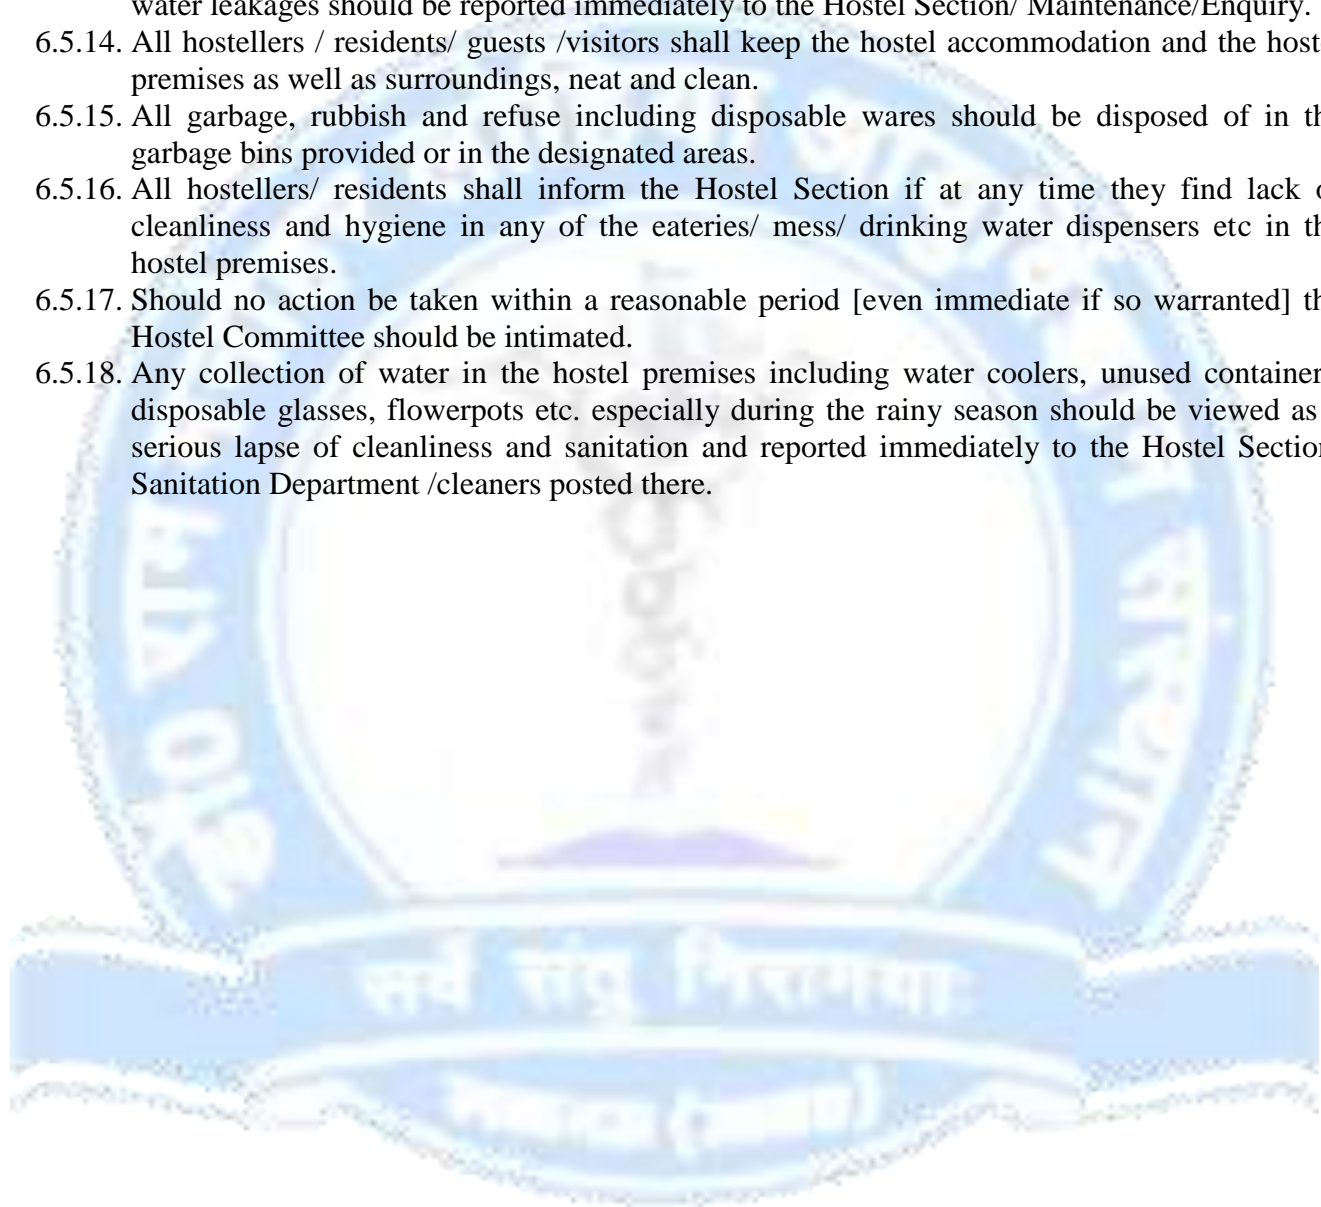 water leakages should be reported immediately to the Hostel Section/ Maintenance/Enquiry.
6.5.14. All hostellers / residents/ guests /visitors shall keep the hostel accommodation and the hoste
premises as well as surroundings, neat and clean.
6.5.15. All garbage, rubbish and refuse including disposable wares should be disposed of in th
garbage bins provided or in the designated areas.
6.5.16. All hostellers/ residents shall inform the Hostel Section if at any time they find lack o
cleanliness and hygiene in any of the eateries/ mess/ drinking water dispensers etc in th
hostel premises.
6.5.17. Should no action be taken within a reasonable period [even immediate if so warranted] th
Hostel Committee should be intimated.
6.5.18. Any collection of water in the hostel premises including water coolers, unused container
disposable glasses, flowerpots etc. especially during the rainy season should be viewed as
serious lapse of cleanliness and sanitation and reported immediately to the Hostel Section
Sanitation Department /cleaners posted there.
संस्थान
सर्वे संतु निरामयाः